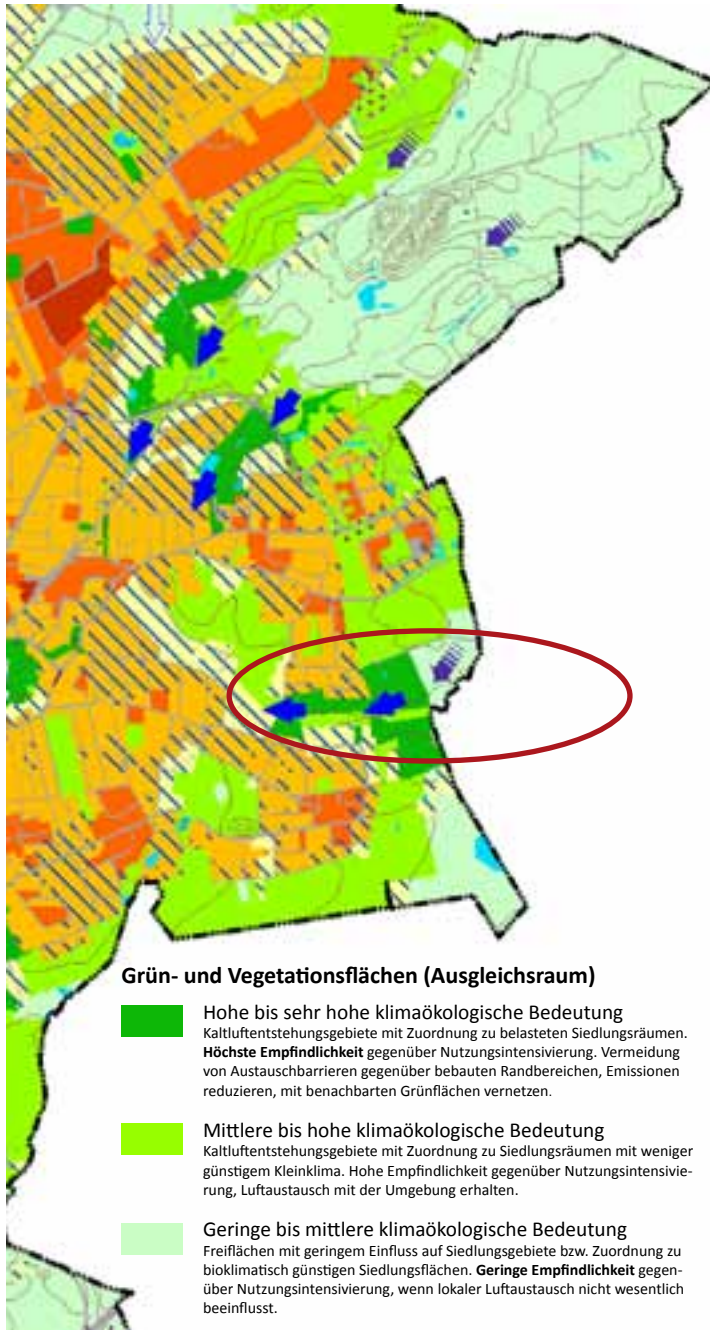 Grün- und Vegetationsflächen (Ausgleichsraum)
Hohe bis sehr hohe klimaökologische Bedeutung
Kaltluftentstehungsgebiete mit Zuordnung zu belasteten Siedlungsräumen.
Höchste Empfindlichkeit gegenüber Nutzungsintensivierung. Vermeidung
von Austauschbarrieren gegenüber bebauten Randbereichen, Emissionen
reduzieren, mit benachbarten Grünflächen vernetzen.
Mittlere bis hohe klimaökologische Bedeutung
Kaltluftentstehungsgebiete mit Zuordnung zu Siedlungsräumen mit weniger
günstigem Kleinklima. Hohe Empfindlichkeit gegenüber Nutzungsintensivie-
rung, Luftaustausch mit der Umgebung erhalten.
Geringe bis mittlere klimaökologische Bedeutung
Freiflächen mit geringem Einfluss auf Siedlungsgebiete bzw. Zuordnung zu
bioklimatisch günstigen Siedlungsflächen. Geringe Empfindlichkeit gegen-
über Nutzungsintensivierung, wenn lokaler Luftaustausch nicht wesentlich
beeinflusst.